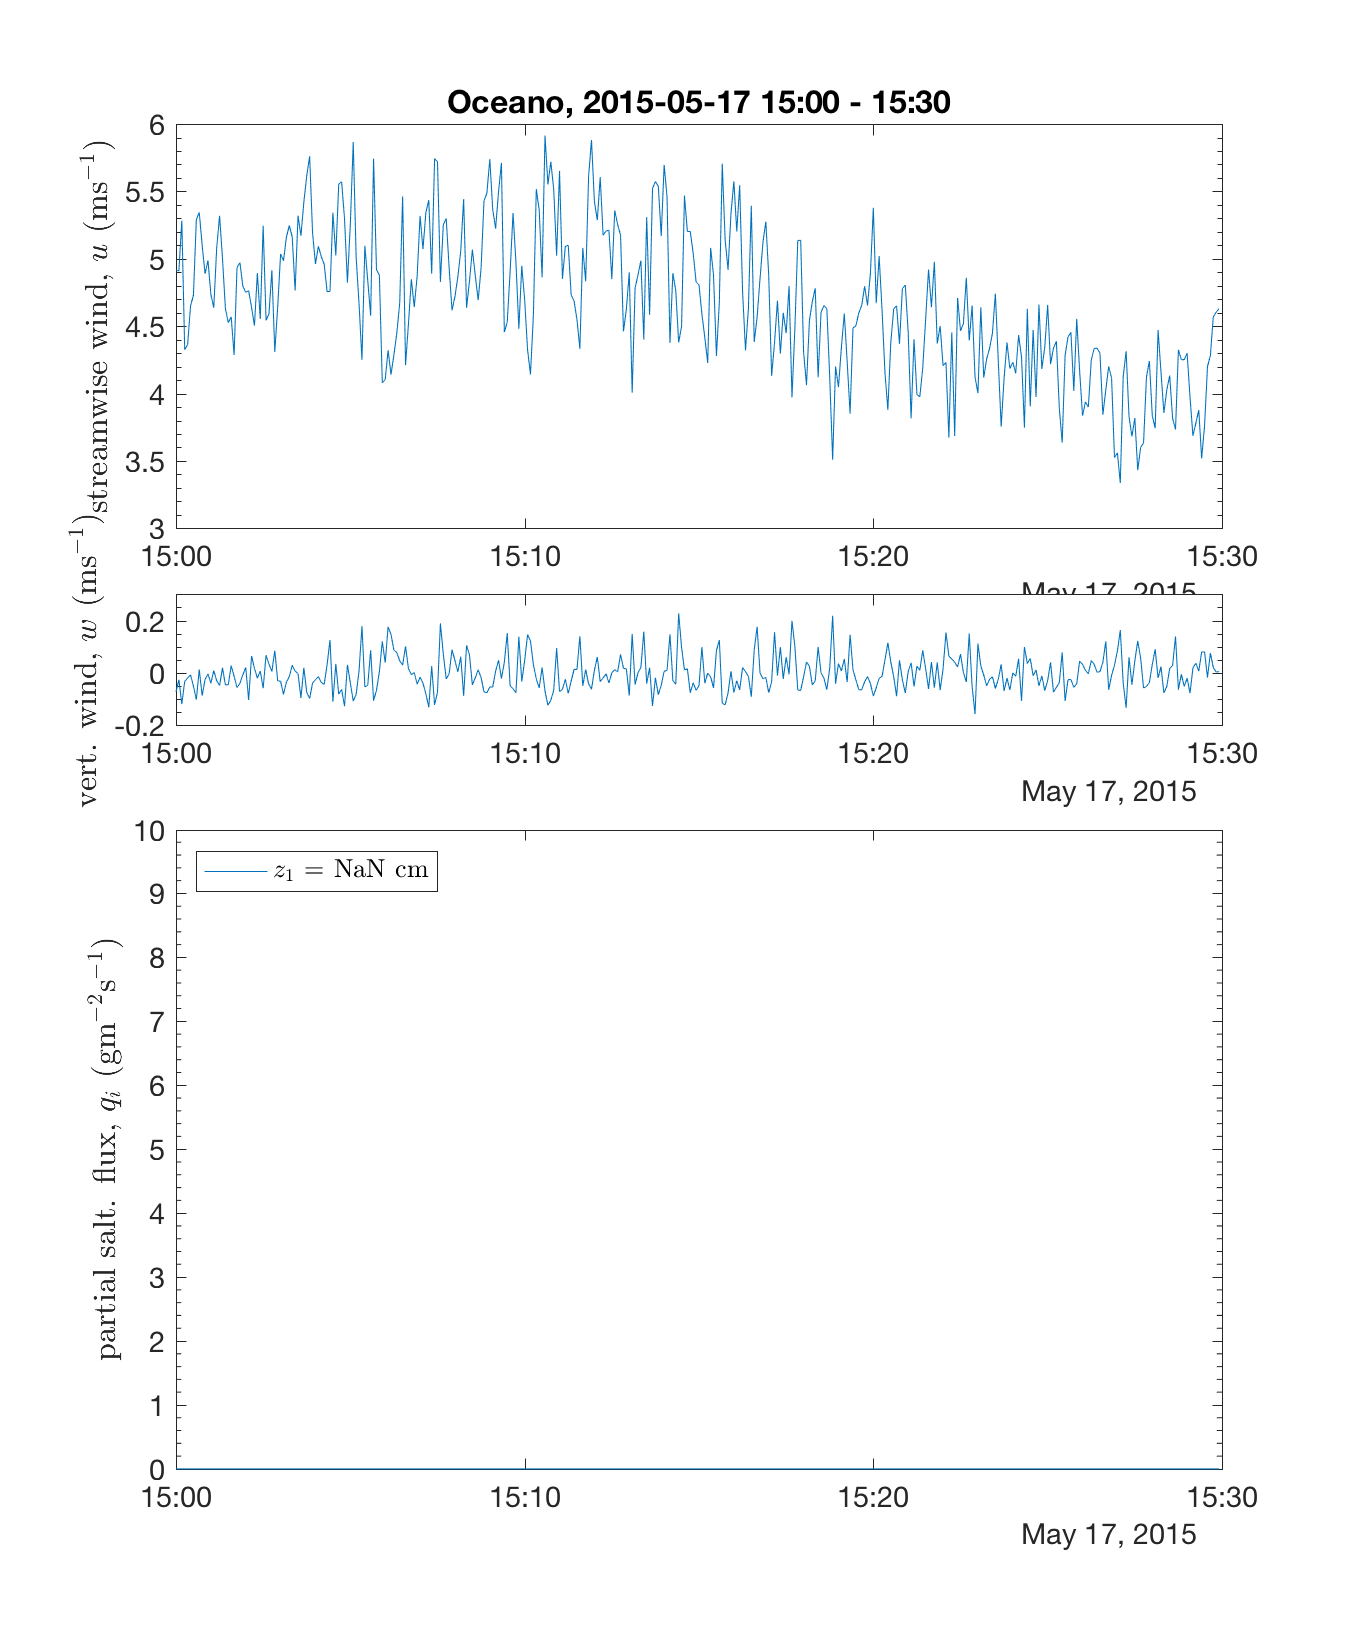 Oceano, 2015-05-17 15:00 - 15:30
streamwise wind, u (ms⁻¹)
6
5.5
5
4.5
4
3.5
3
15:00 15:10 15:20 15:30
May 17, 2015
vert. wind, w (ms⁻¹)
0.2
0
-0.2
15:00 15:10 15:20 15:30
May 17, 2015
partial salt. flux, qᵢ (gm⁻²s⁻¹)
10
z₁ = NaN cm
9
8
7
6
5
4
3
2
1
0
15:00 15:10 15:20 15:30
May 17, 2015